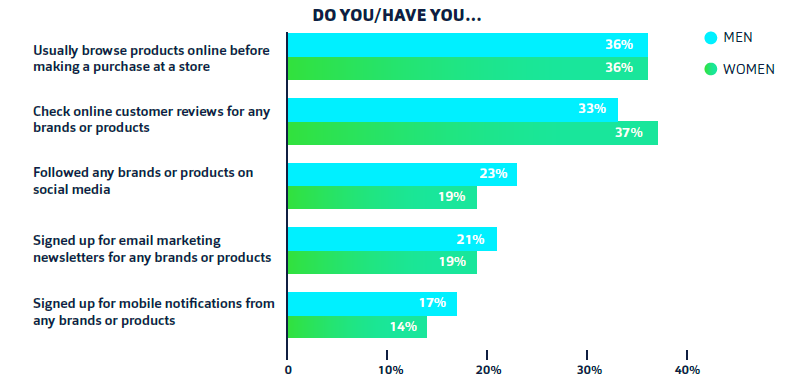 DO YOU/HAVE YOU...
MEN
WOMEN
Usually browse products online before
making a purchase at a store
36%
36%
Check online customer reviews for any
brands or products
33%
37%
Followed any brands or products on
social media
23%
19%
Signed up for email marketing
newsletters for any brands or products
21%
19%
Signed up for mobile notifications from
any brands or products
17%
14%
0 10% 20% 30% 40%